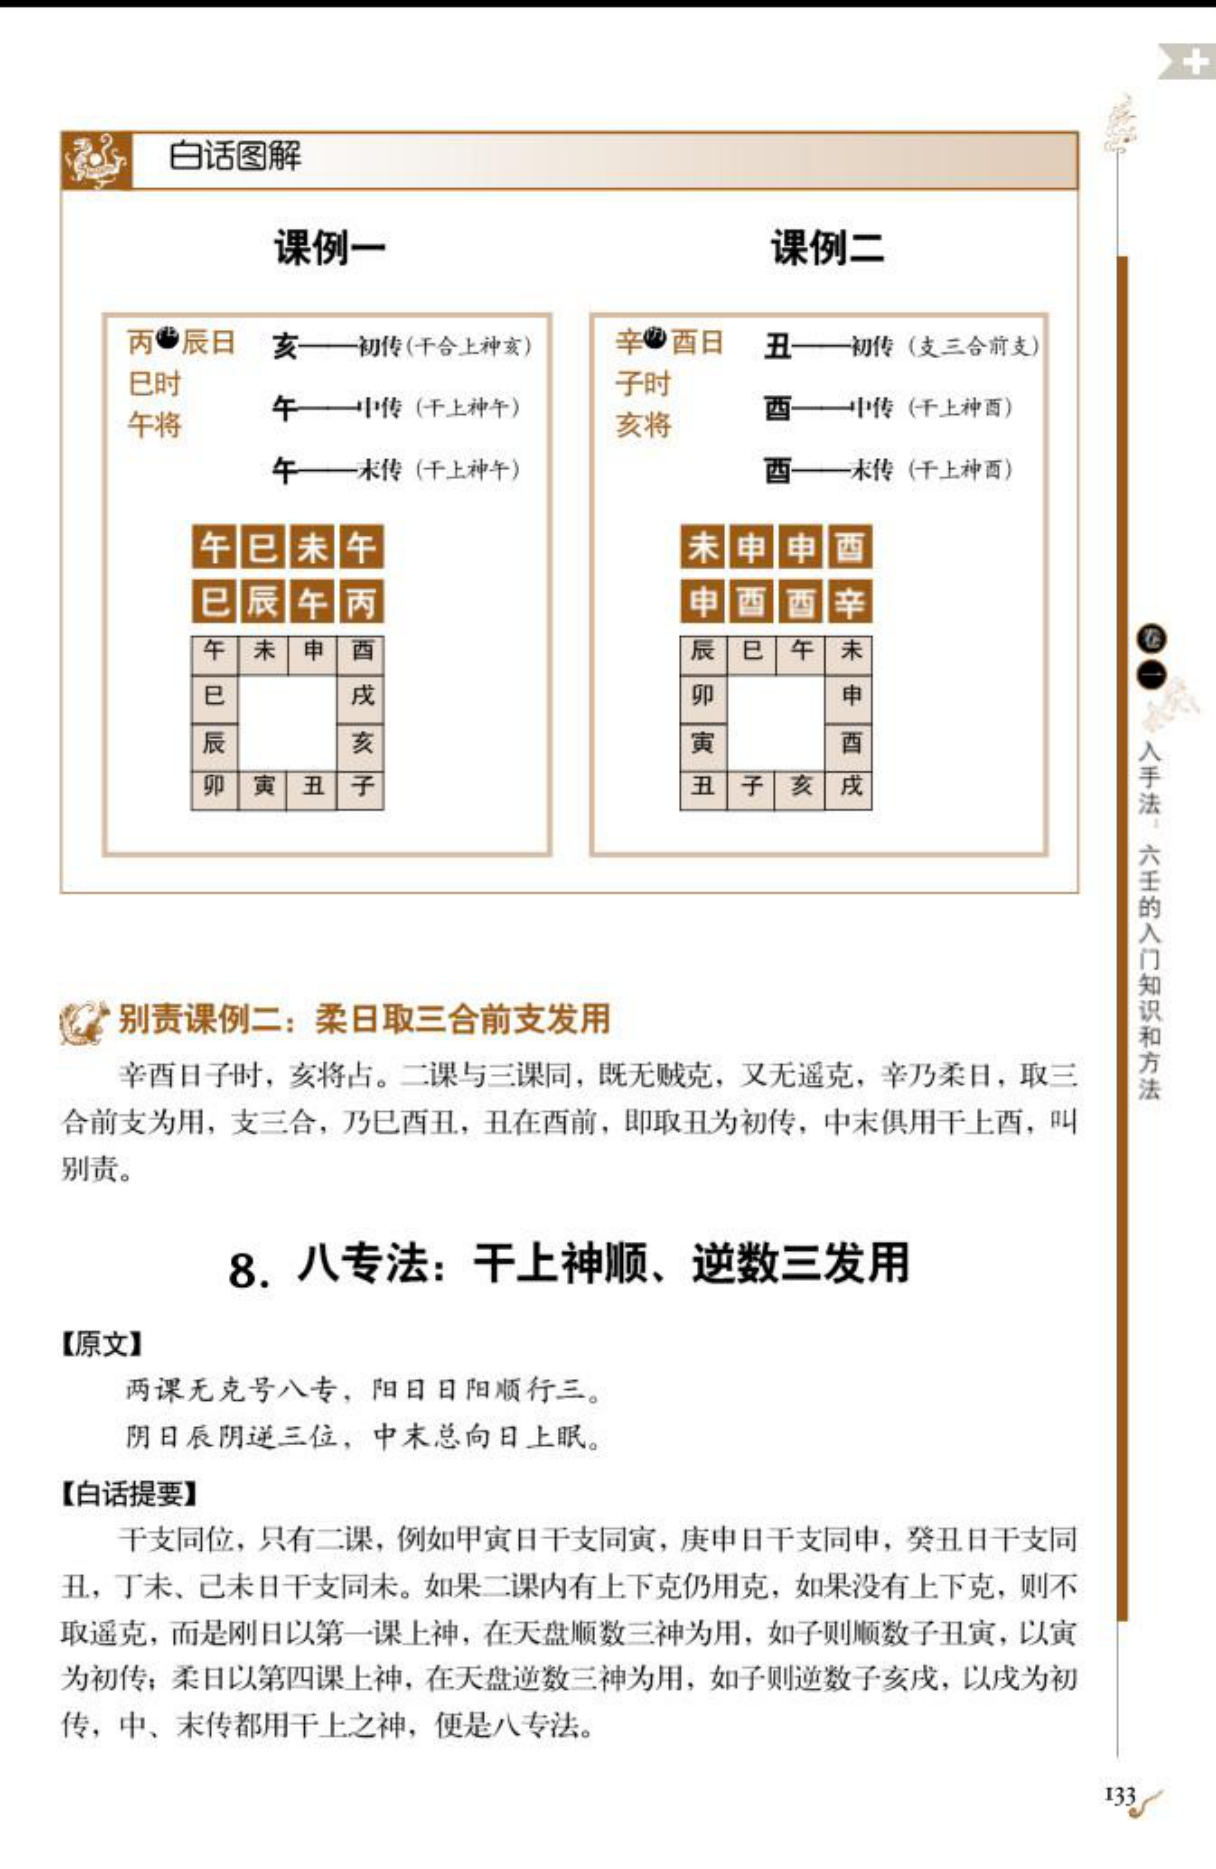 白话图解
课例一
丙 辰日
巳时
午将
亥——初传(干合上神亥)
午——中传(干上神午)
午——末传(干上神午)
午巳未午
巳辰午丙
午 未 申 酉
巳 戌
辰 亥
卯 寅 丑 子
课例二
辛 酉日
子时
亥将
丑——初传(支三合前支)
酉——中传(干上神酉)
酉——末传(干上神酉)
未申申酉
申酉酉辛
辰 巳 午 未
卯 申
寅 酉
丑 子 亥 戌
别责课例二：柔日取三合前支发用
辛酉日子时，亥将占。二课与三课同，既无贼克，又无遥克，辛乃柔日，取三
合前支为用，支三合，乃巳酉丑，丑在酉前，即取丑为初传，中末俱用干上酉，叫
别责。
8. 八专法：干上神顺、逆数三发用
【原文】
两课无克号八专，阳日日阳顺行三。
阴日辰阴逆三位，中末总向日上眠。
【白话提要】
干支同位，只有二课，例如甲寅日干支同寅，庚申日干支同申，癸丑日干支同
丑，丁未、己未日干支同未。如果二课内有上下克仍用克，如果没有上下克，则不
取遥克，而是刚日以第一课上神，在天盘顺数三神为用，如子则顺数子丑寅，以寅
为初传；柔日以第四课上神，在天盘逆数三神为用，如子则逆数子亥戌，以戌为初
传，中、末传都用干上之神，便是八专法。
卷一
入手法：六壬的入门知识和方法
133